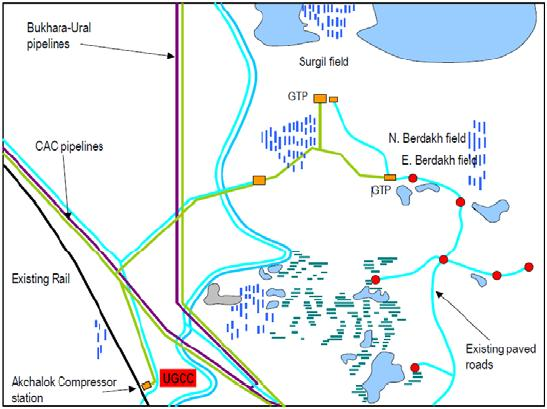 Bukhara-Ural
pipelines
Surgil field
GTP
N. Berdakh field
E. Berdakh field
CAC pipelines
GTP
Existing Rail
Existing paved
roads
UGCC
Akchalok Compressor
station